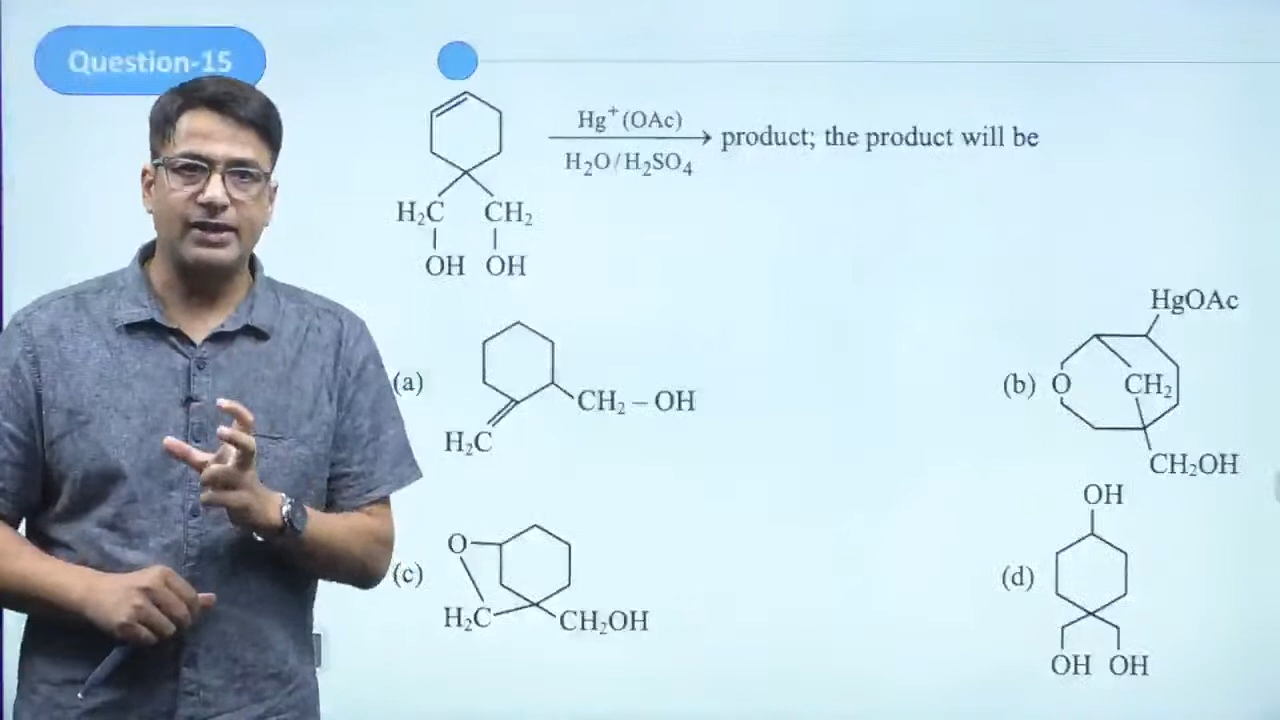 Question-15
Hg⁺(OAc)
H₂O/H₂SO₄
product; the product will be
H₂C CH₂
OH OH
(a)
CH₂ – OH
H₂C
(b)
HgOAc
O
CH₂
CH₂OH
(c)
O
H₂C
CH₂OH
(d)
OH
OH OH